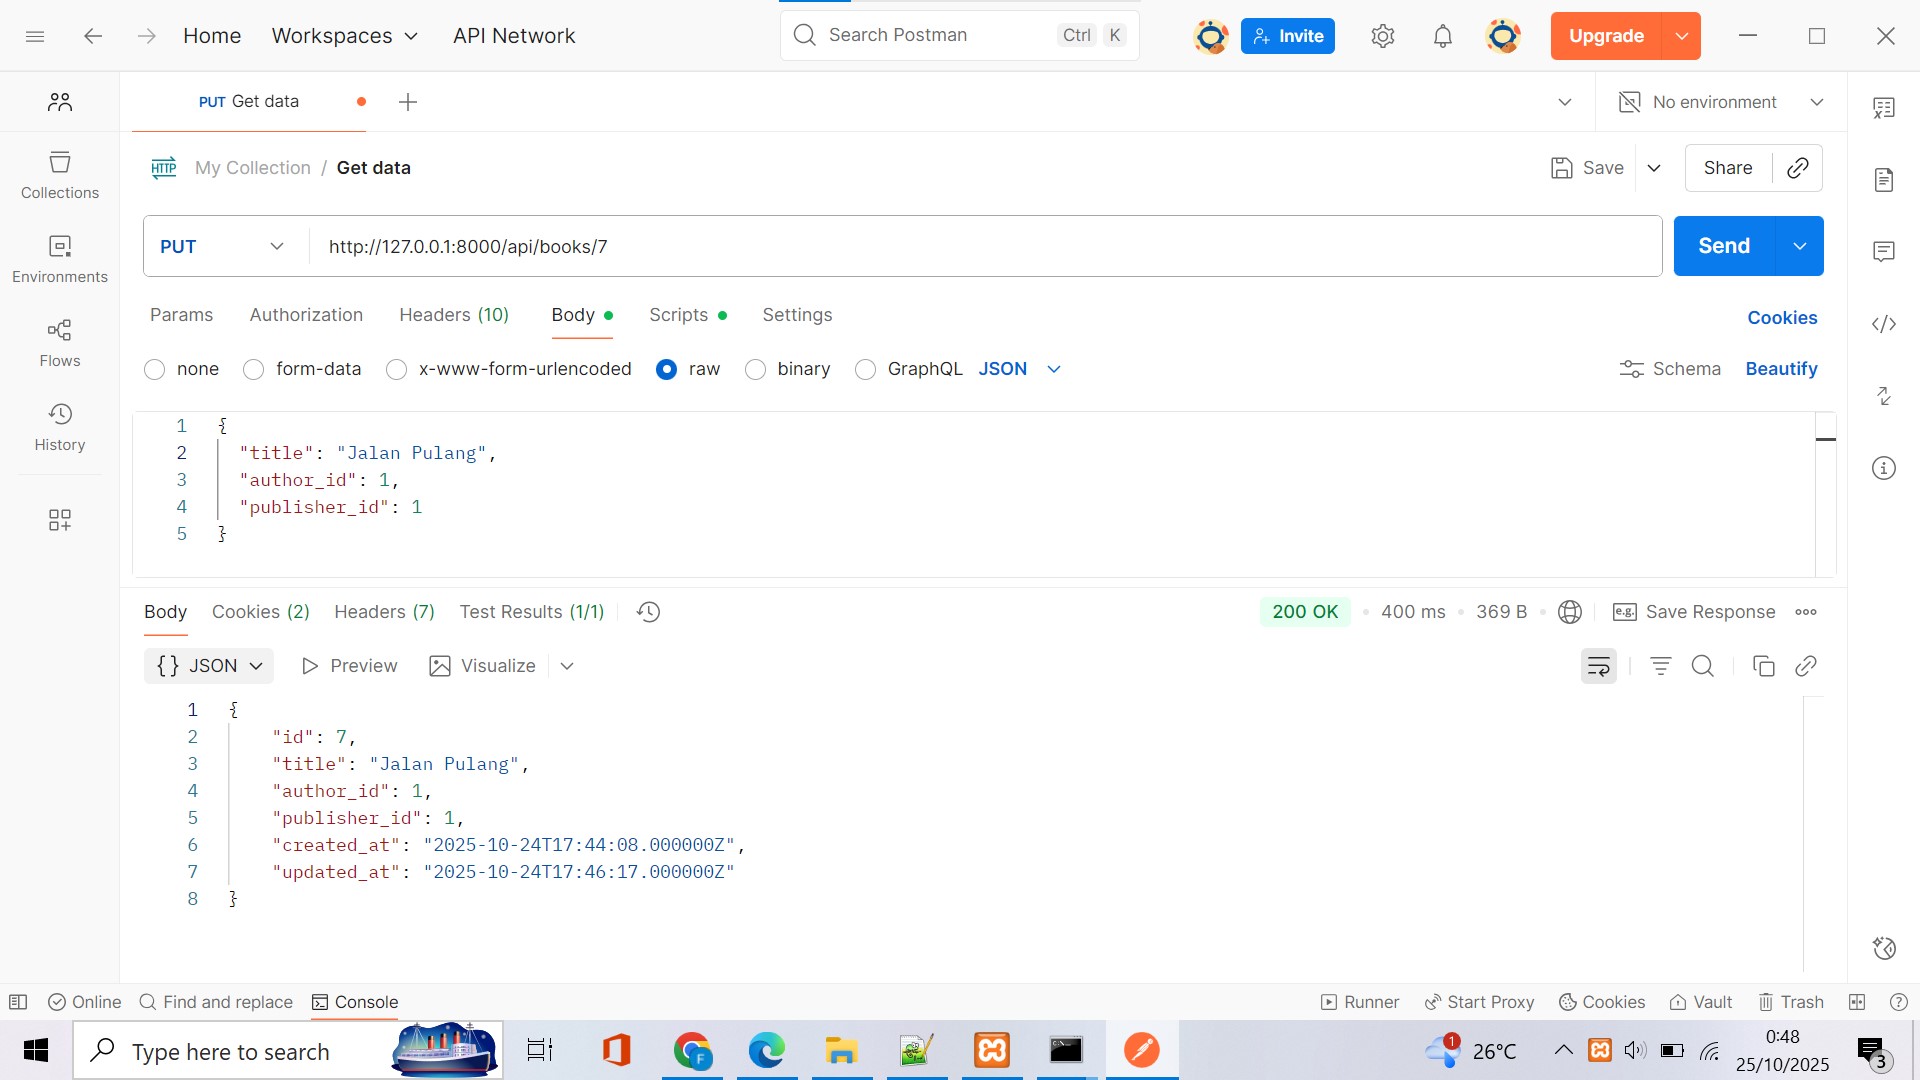 Home Workspaces API Network Search Postman Ctrl K Invite Upgrade
PUT Get data No environment
HTTP My Collection / Get data Save Share
Collections
PUT http://127.0.0.1:8000/api/books/7 Send
Environments
Params Authorization Headers (10) Body Scripts Settings Cookies
Flows
none form-data x-www-form-urlencoded raw binary GraphQL JSON Schema Beautify
History
1 {
2 "title": "Jalan Pulang",
3 "author_id": 1,
4 "publisher_id": 1
5 }
Body Cookies (2) Headers (7) Test Results (1/1) 200 OK • 400 ms • 369 B • e.g. Save Response
{} JSON Preview Visualize
1 {
2 "id": 7,
3 "title": "Jalan Pulang",
4 "author_id": 1,
5 "publisher_id": 1,
6 "created_at": "2025-10-24T17:44:08.000000Z",
7 "updated_at": "2025-10-24T17:46:17.000000Z"
8 }
Online Find and replace Console Runner Start Proxy Cookies Vault Trash
Type here to search F 1 26°C 0:48
25/10/2025 3